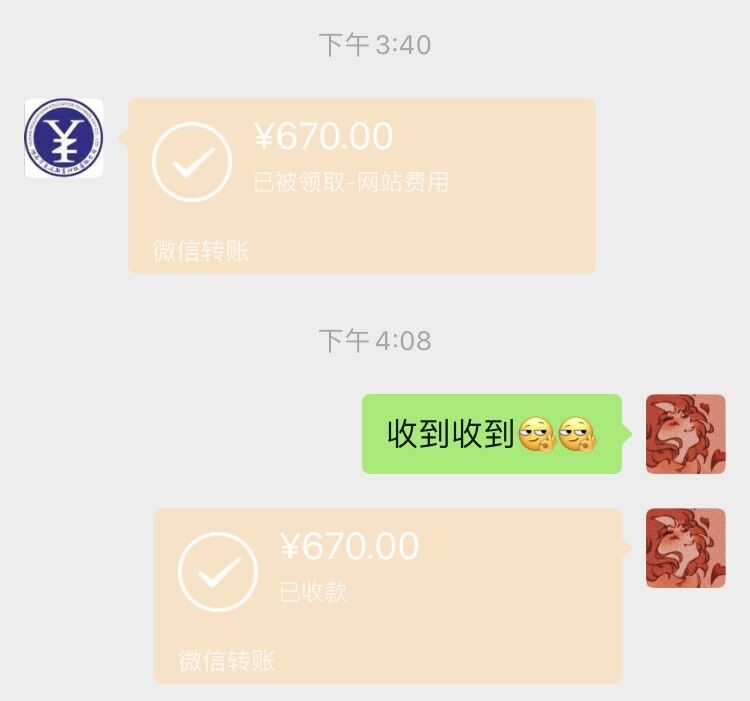 下午 3:40
¥670.00
已被领取-网站费用
微信转账
下午 4:08
收到收到
¥670.00
已收款
微信转账